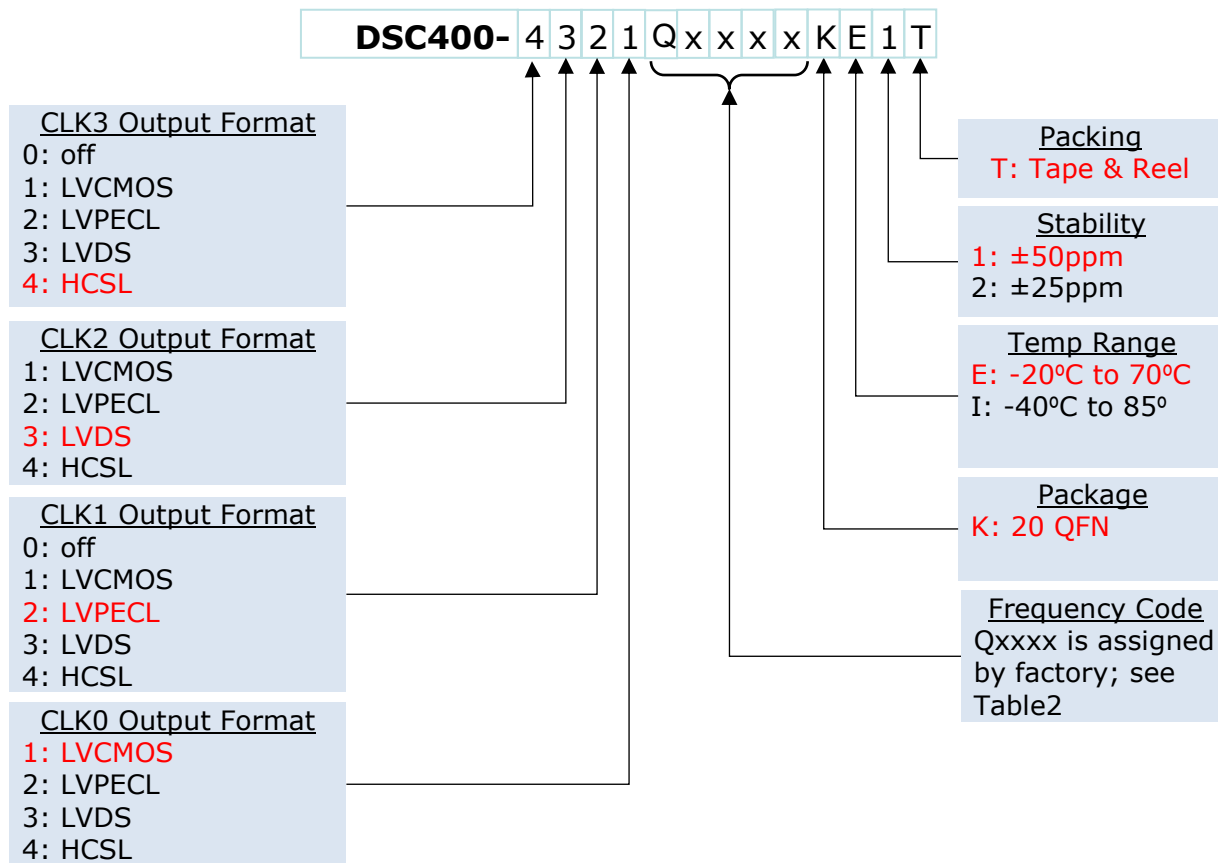 DSC400- 4 3 2 1 Q x x x x K E 1 T
CLK3 Output Format
0: off
1: LVCMOS
2: LVPECL
3: LVDS
4: HCSL
CLK2 Output Format
1: LVCMOS
2: LVPECL
3: LVDS
4: HCSL
CLK1 Output Format
0: off
1: LVCMOS
2: LVPECL
3: LVDS
4: HCSL
CLK0 Output Format
1: LVCMOS
2: LVPECL
3: LVDS
4: HCSL
Packing
T: Tape & Reel
Stability
1: ±50ppm
2: ±25ppm
Temp Range
E: -20⁰C to 70⁰C
I: -40⁰C to 85⁰
Package
K: 20 QFN
Frequency Code
Qxxxx is assigned
by factory; see
Table2